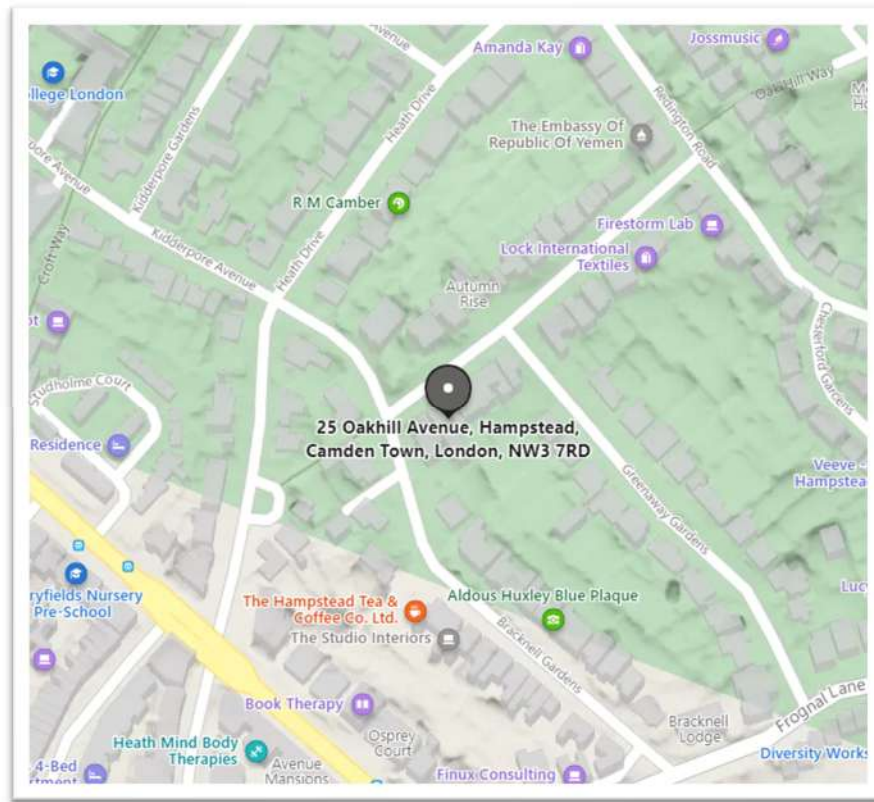 Amanda Kay
Jossmusic
ollege London
Avenue
Kidderpore Gardens
Heath Drive
Redington Road
Oak Hill Way
The Embassy Of
Republic Of Yemen
pore Avenue
R M Camber
Firestorm Lab
Lock International
Textiles
Croft Way
Kidderpore Avenue
Heath Drive
Autumn
Rise
Chesterford Gardens
Studholme Court
25 Oakhill Avenue, Hampstead,
Camden Town, London, NW3 7RD
Residence
Veeve -
Hampstead
Greenaway Gardens
ryfields Nursery
Pre-School
The Hampstead Tea &
Coffee Co. Ltd.
Aldous Huxley Blue Plaque
The Studio Interiors
Bracknell Gardens
Book Therapy
Osprey
Court
Bracknell
Lodge
Frognal Lane
Heath Mind Body
Therapies
Avenue
Mansions
4-Bed
rtment
Finux Consulting
Diversity Works